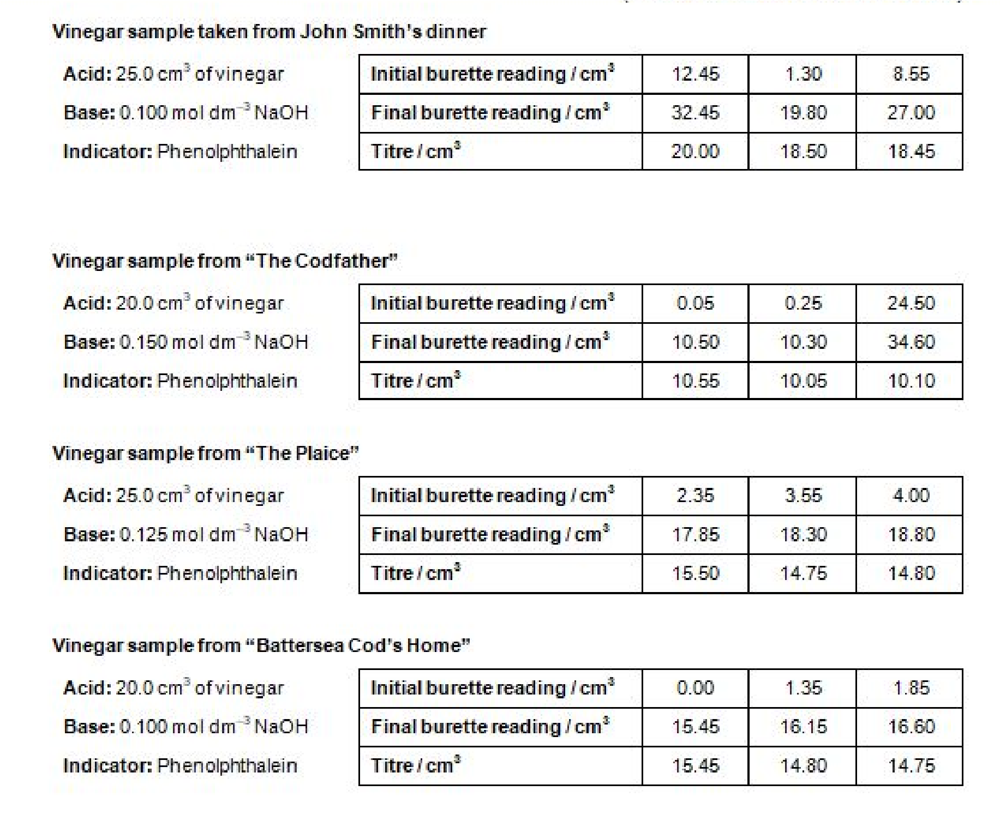 Vinegar sample taken from John Smith's dinner
Acid: 25.0 cm³ of vinegar
Base: 0.100 mol dm⁻³ NaOH
Indicator: Phenolphthalein
Initial burette reading / cm³ 12.45 1.30 8.55
Final burette reading / cm³ 32.45 19.80 27.00
Titre / cm³ 20.00 18.50 18.45
Vinegar sample from “The Codfather”
Acid: 20.0 cm³ of vinegar
Base: 0.150 mol dm⁻³ NaOH
Indicator: Phenolphthalein
Initial burette reading / cm³ 0.05 0.25 24.50
Final burette reading / cm³ 10.50 10.30 34.60
Titre / cm³ 10.55 10.05 10.10
Vinegar sample from “The Plaice”
Acid: 25.0 cm³ of vinegar
Base: 0.125 mol dm⁻³ NaOH
Indicator: Phenolphthalein
Initial burette reading / cm³ 2.35 3.55 4.00
Final burette reading / cm³ 17.85 18.30 18.80
Titre / cm³ 15.50 14.75 14.80
Vinegar sample from “Battersea Cod's Home”
Acid: 20.0 cm³ of vinegar
Base: 0.100 mol dm⁻³ NaOH
Indicator: Phenolphthalein
Initial burette reading / cm³ 0.00 1.35 1.85
Final burette reading / cm³ 15.45 16.15 16.60
Titre / cm³ 15.45 14.80 14.75